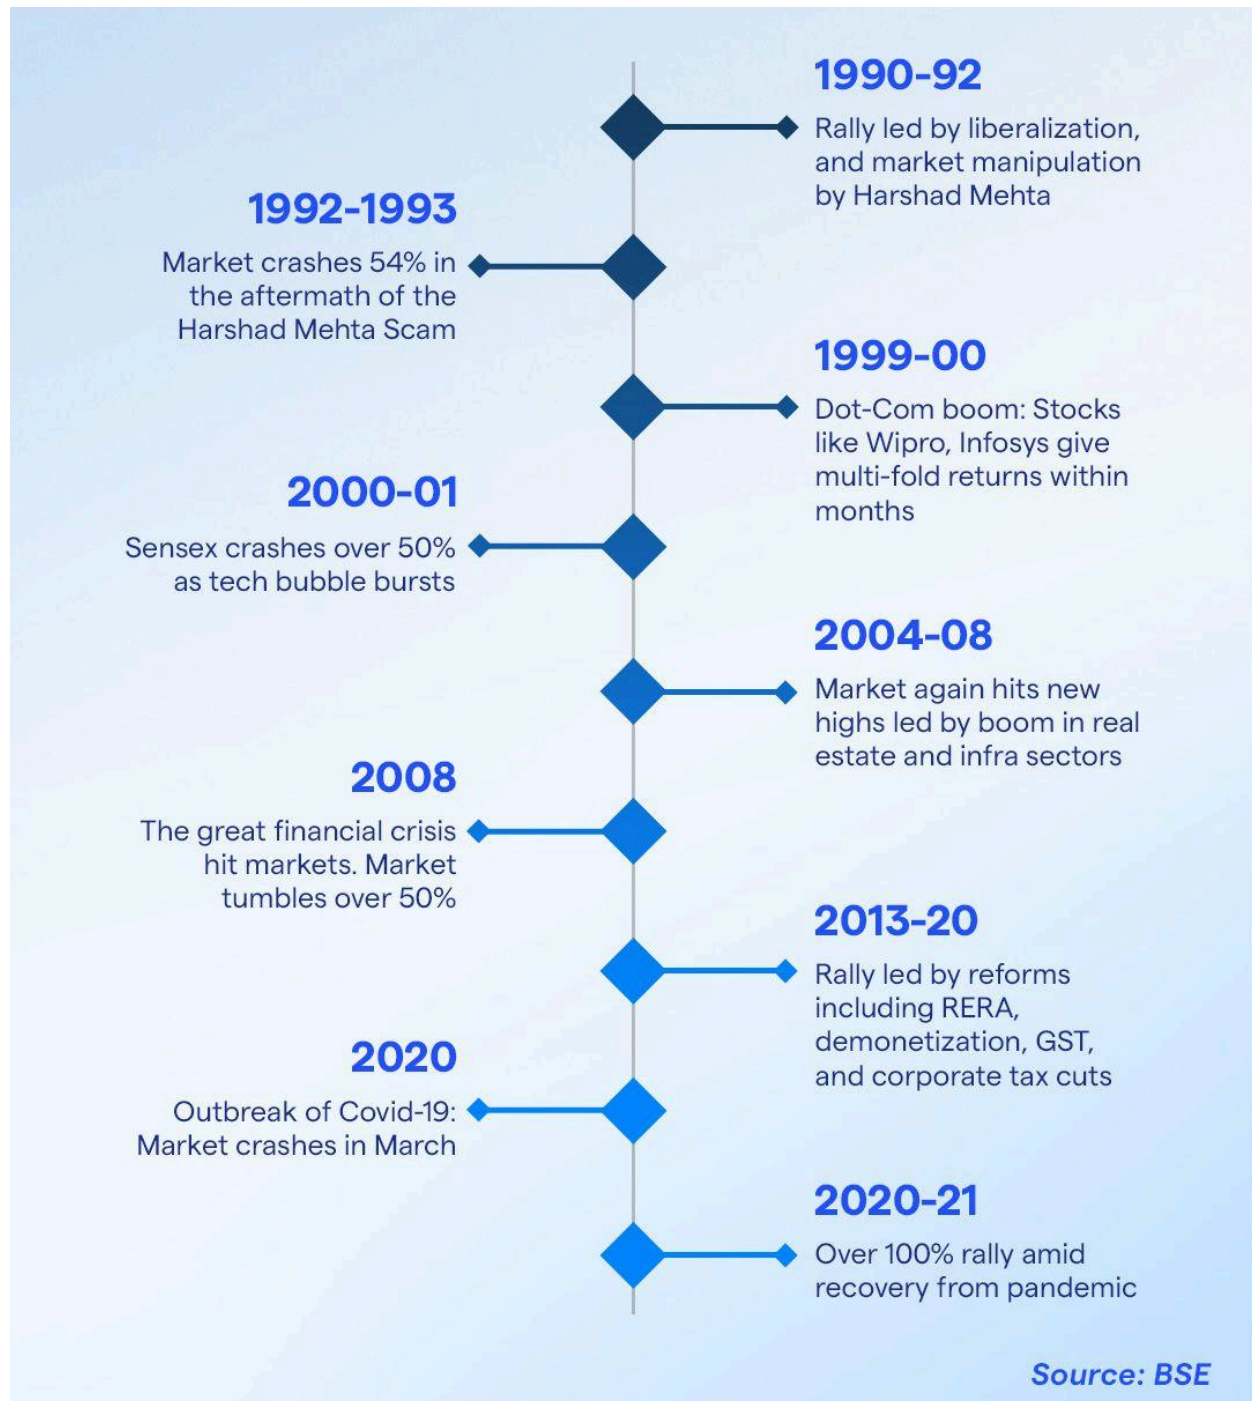 1990-92
Rally led by liberalization,
and market manipulation
by Harshad Mehta
1992-1993
Market crashes 54% in
the aftermath of the
Harshad Mehta Scam
1999-00
Dot-Com boom: Stocks
like Wipro, Infosys give
multi-fold returns within
months
2000-01
Sensex crashes over 50%
as tech bubble bursts
2004-08
Market again hits new
highs led by boom in real
estate and infra sectors
2008
The great financial crisis
hit markets. Market
tumbles over 50%
2013-20
Rally led by reforms
including RERA,
demonetization, GST,
and corporate tax cuts
2020
Outbreak of Covid-19:
Market crashes in March
2020-21
Over 100% rally amid
recovery from pandemic
Source: BSE